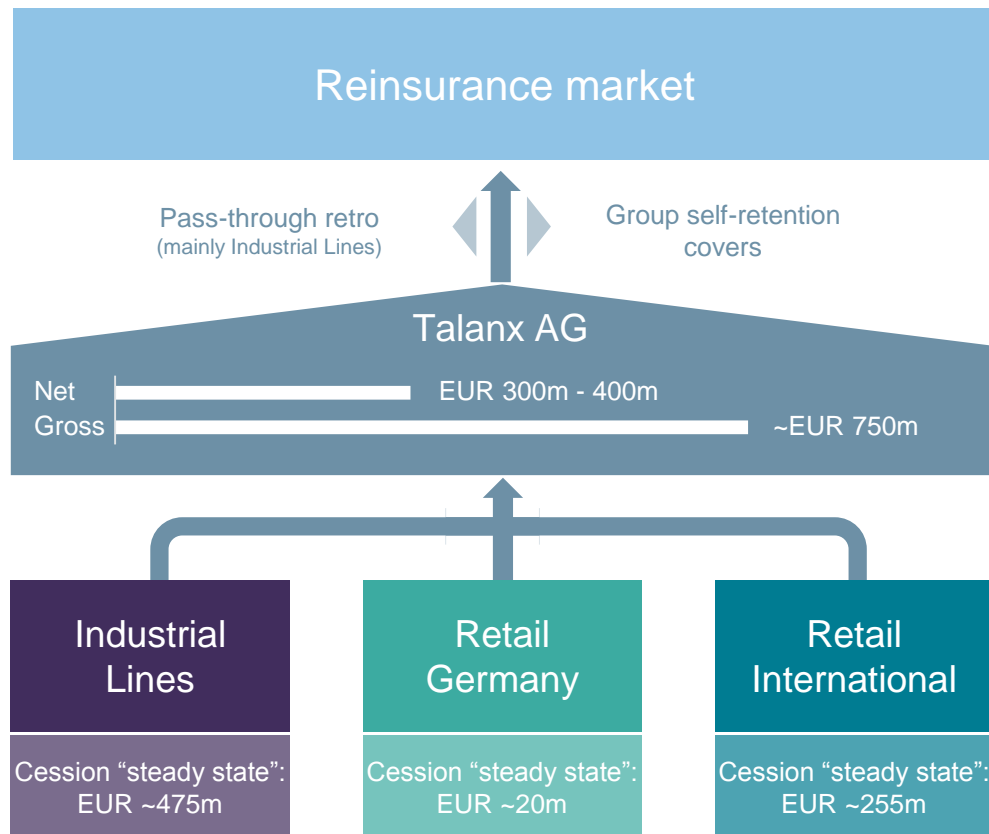 Reinsurance market
Pass-through retro
(mainly Industrial Lines)
Group self-retention
covers
Talanx AG
Net EUR 300m - 400m
Gross ~EUR 750m
Industrial
Lines
Cession “steady state”:
EUR ~475m
Retail
Germany
Cession “steady state”:
EUR ~20m
Retail
International
Cession “steady state”:
EUR ~255m